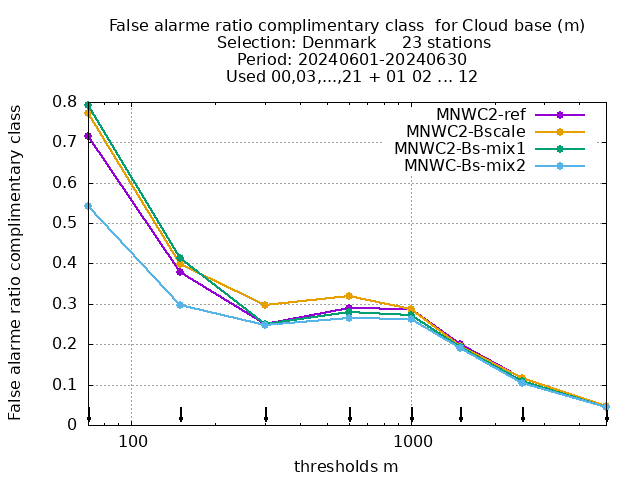 False alarme ratio complimentary class  for Cloud base (m)
Selection: Denmark     23 stations
Period: 20240601-20240630
Used 00,03,...,21 + 01 02 ... 12
False alarme ratio complimentary class
0.8
0.7
0.6
0.5
0.4
0.3
0.2
0.1
0
MNWC2-ref
MNWC2-Bscale
MNWC2-Bs-mix1
MNWC-Bs-mix2
100
1000
thresholds m